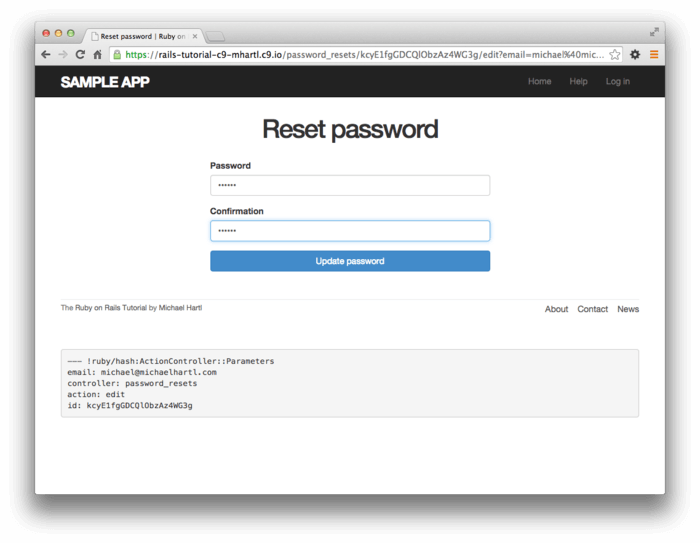 Reset password | Ruby on
https://rails-tutorial-c9-mhartl.c9.io/password_resets/kcyE1fgGDCQlObzAz4WG3g/edit?email=michael%40mic...
SAMPLE APP Home Help Log in
Reset password
Password
••••••
Confirmation
••••••
Update password
The Ruby on Rails Tutorial by Michael Hartl About Contact News
––– !ruby/hash:ActionController::Parameters
email: michael@michaelhartl.com
controller: password_resets
action: edit
id: kcyE1fgGDCQlObzAz4WG3g